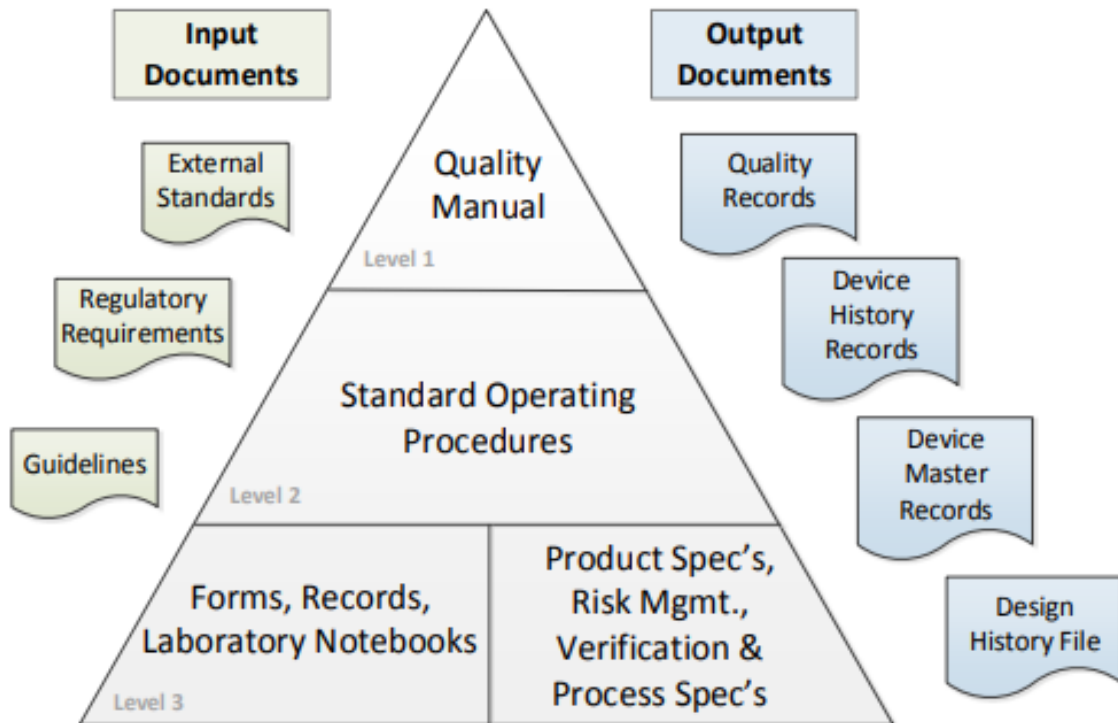 Input
Documents
Output
Documents
External
Standards
Regulatory
Requirements
Guidelines
Quality
Manual
Level 1
Standard Operating
Procedures
Level 2
Forms, Records,
Laboratory Notebooks
Level 3
Product Spec's,
Risk Mgmt.,
Verification &
Process Spec's
Quality
Records
Device
History
Records
Device
Master
Records
Design
History File